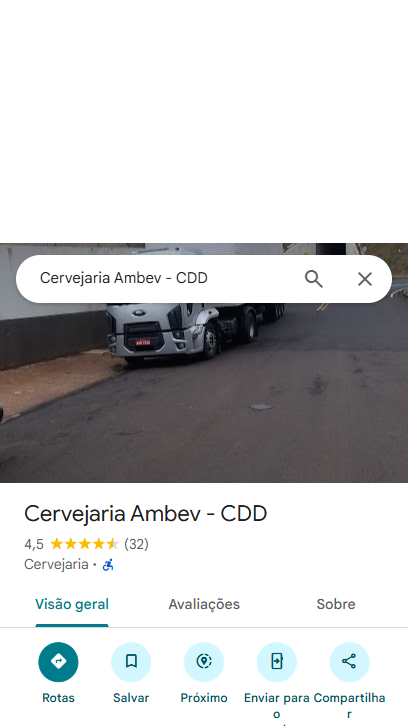 Cervejaria Ambev - CDD
Cervejaria Ambev - CDD
4,5 (32)
Cervejaria ·
Visão geral Avaliações Sobre
Rotas Salvar Próximo Enviar para o Compartilhar